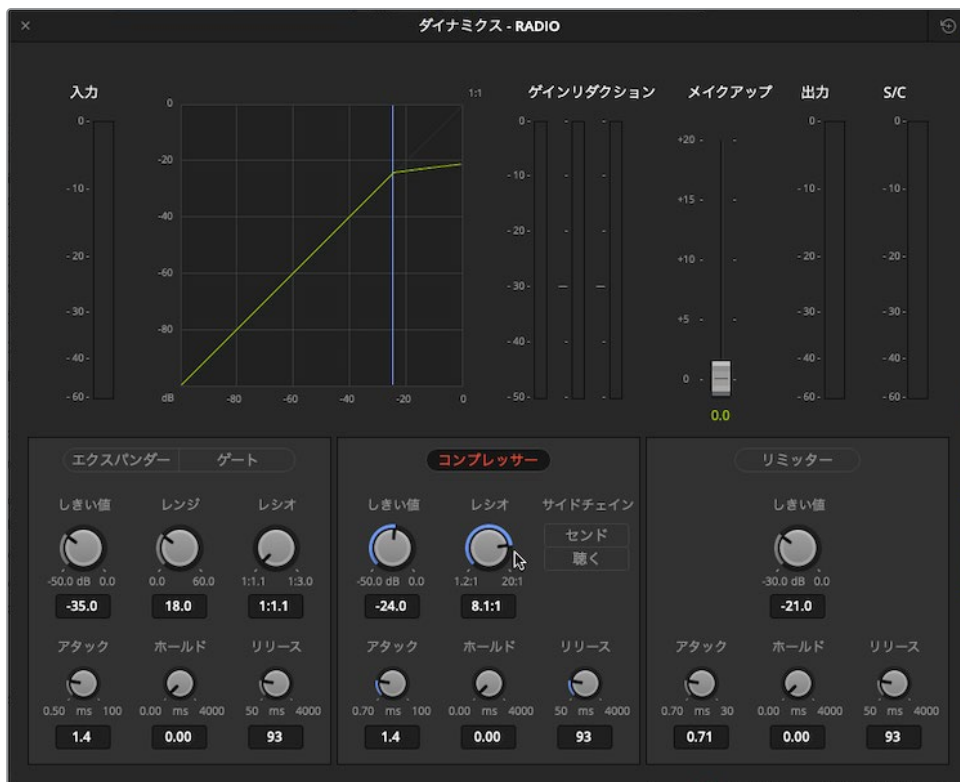 ダイナミクス - RADIO
入力
0-
-10-
-20-
-30-
-40-
-60-
1:1
0
-20
-40
-60
-80
dB -80 -60 -40 -20 0
ゲインリダクション
0-
-10-
-20-
-30-
-40-
-50-
メイクアップ
+20
+15
+10
+5
0
0.0
出力
0-
-10-
-20-
-30-
-40-
-60-
S/C
0-
-10-
-20-
-30-
-40-
-60-
エクスパンダー ゲート
しきい値 レンジ レシオ
-50.0 dB 0.0 0.0 60.0 1:1.1 1:3.0
-35.0 18.0 1:1.1
アタック ホールド リリース
0.50 ms 100 0.00 ms 4000 50 ms 4000
1.4 0.00 93
コンプレッサー
しきい値 レシオ サイドチェイン
センド
聴く
-50.0 dB 0.0 1.2:1 20:1
-24.0 8.1:1
アタック ホールド リリース
0.70 ms 100 0.00 ms 4000 50 ms 4000
1.4 0.00 93
リミッター
しきい値
-30.0 dB 0.0
-21.0
アタック ホールド リリース
0.70 ms 30 0.00 ms 4000 50 ms 4000
0.71 0.00 93